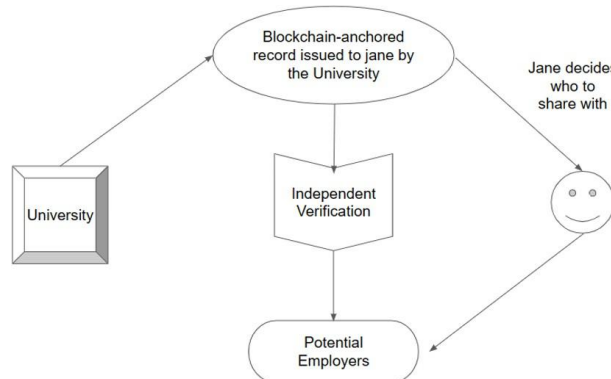 Blockchain-anchored
record issued to jane by
the University
Jane decides
who to
share with
University
Independent
Verification
Potential
Employers